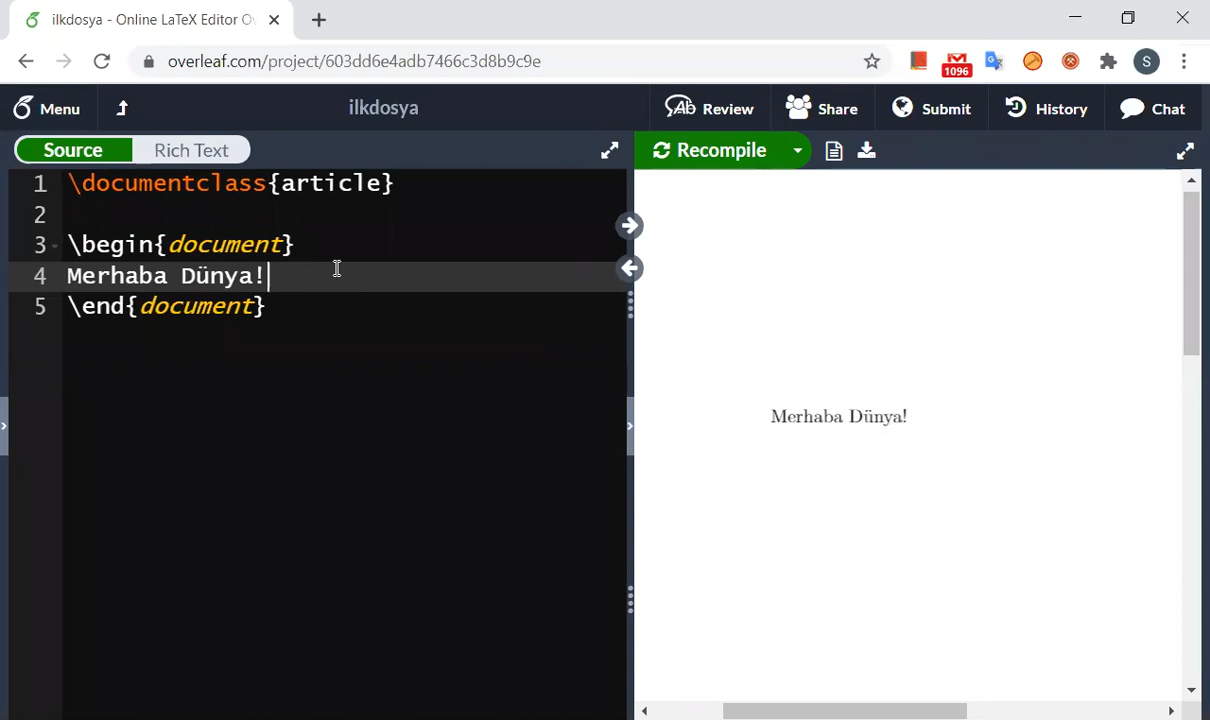 ilkdosya - Online LaTeX Editor Ov
overleaf.com/project/603dd6e4adb7466c3d8b9c9e
1096
S
Menu
ilkdosya
Review
Share
Submit
History
Chat
Source
Rich Text
Recompile
1 \documentclass{article}
2
3 \begin{document}
4 Merhaba Dünya!
5 \end{document}
Merhaba Dünya!